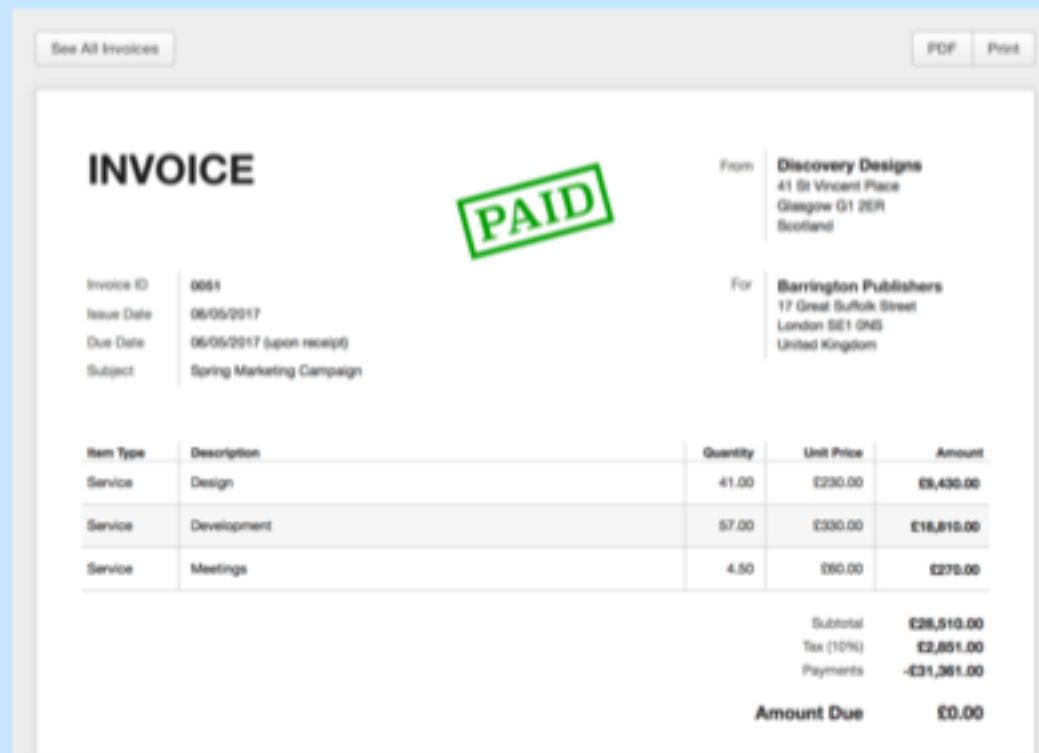 See All Invoices
PDF Print
INVOICE
PAID
From Discovery Designs
41 St Vincent Place
Glasgow G1 2ER
Scotland
Invoice ID 0051
Issue Date 06/05/2017
Due Date 06/05/2017 (upon receipt)
Subject Spring Marketing Campaign
For Barrington Publishers
17 Great Suffolk Street
London SE1 0NS
United Kingdom
Item Type Description Quantity Unit Price Amount
Service Design 41.00 £230.00 £9,430.00
Service Development 57.00 £330.00 £18,810.00
Service Meetings 4.50 £60.00 £270.00
Subtotal £28,510.00
Tax (10%) £2,851.00
Payments -£31,361.00
Amount Due £0.00